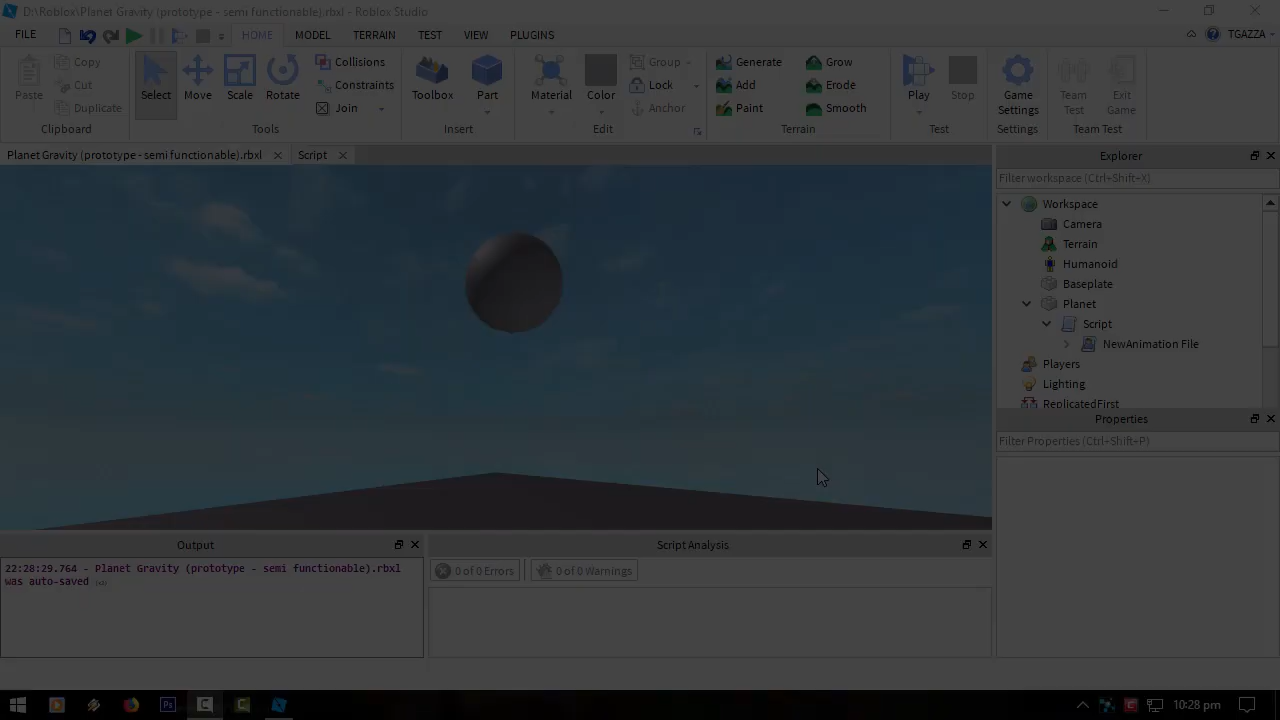 D:\Roblox\Planet Gravity (prototype - semi functionable).rbxl - Roblox Studio
FILE HOME MODEL TERRAIN TEST VIEW PLUGINS TGAZZA
Paste Copy Cut Duplicate
Clipboard
Select Move Scale Rotate Collisions Constraints Join
Tools
Toolbox Part
Insert
Material Color Group Lock Anchor
Edit
Generate Grow
Add Erode
Paint Smooth
Terrain
Play Stop
Test
Game Settings
Settings
Team Test Exit Game
Team Test
Planet Gravity (prototype - semi functionable).rbxl Script
Explorer
Filter workspace (Ctrl+Shift+X)
Workspace
Camera
Terrain
Humanoid
Baseplate
Planet
Script
NewAnimation File
Players
Lighting
ReplicatedFirst
Properties
Filter Properties (Ctrl+Shift+P)
Output
22:28:29.764 - Planet Gravity (prototype - semi functionable).rbxl
was auto-saved
Script Analysis
0 of 0 Errors 0 of 0 Warnings
Ps
10:28 pm